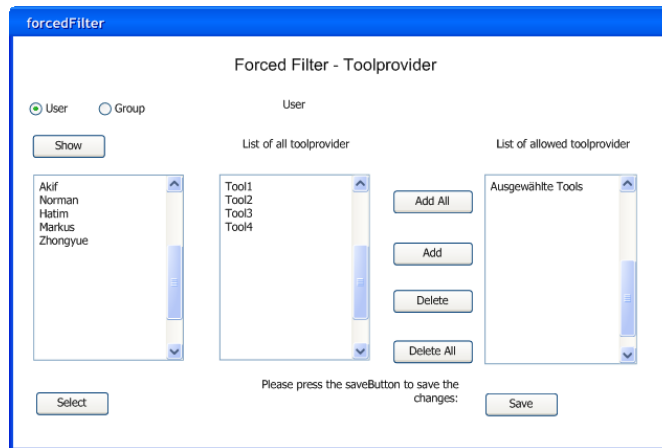 forcedFilter
Forced Filter - Toolprovider
User
Group
User
Show
List of all toolprovider
List of allowed toolprovider
Akif
Norman
Hatim
Markus
Zhongyue
Tool1
Tool2
Tool3
Tool4
Add All
Add
Delete
Delete All
Ausgewählte Tools
Select
Please press the saveButton to save the
changes:
Save